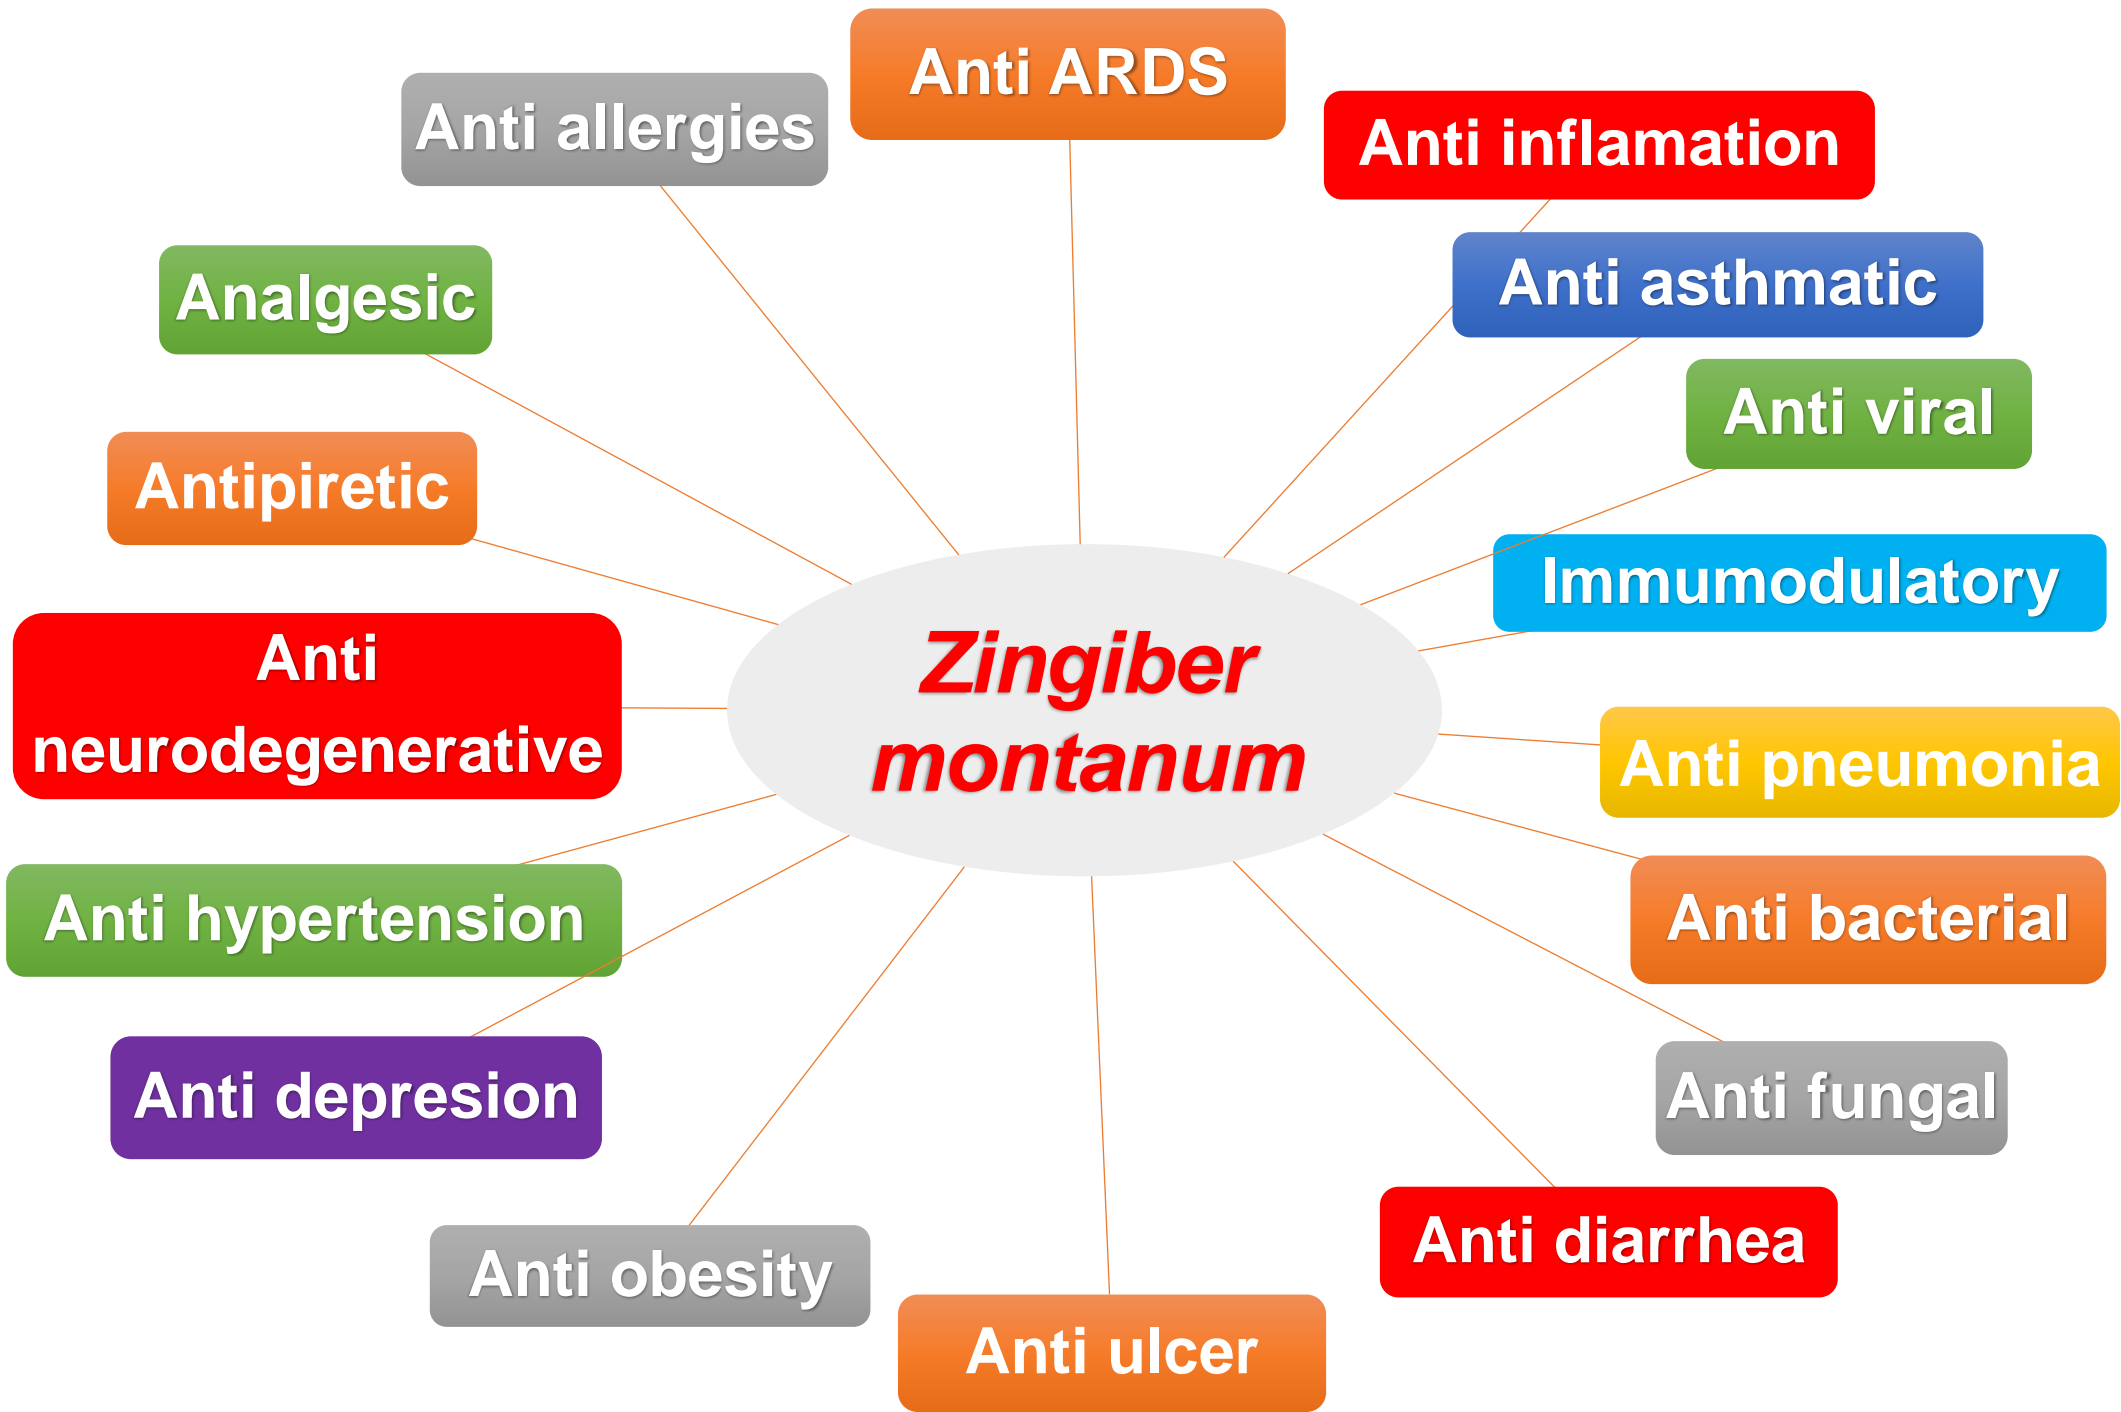 Anti ARDS
Anti allergies
Anti inflamation
Analgesic
Anti asthmatic
Anti viral
Antipiretic
Immumodulatory
Anti
neurodegenerative
Zingiber
montanum
Anti pneumonia
Anti hypertension
Anti bacterial
Anti depresion
Anti fungal
Anti diarrhea
Anti obesity
Anti ulcer